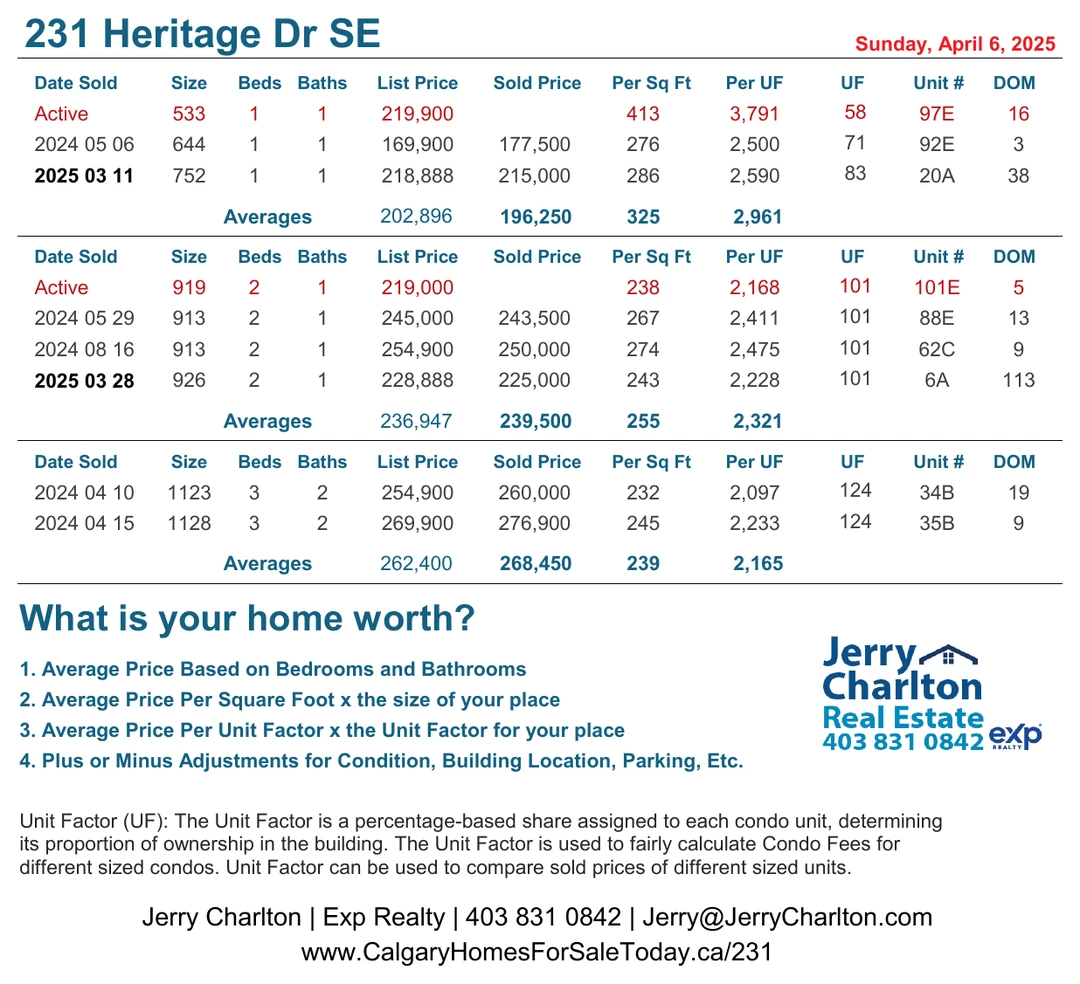 231 Heritage Dr SE
Sunday, April 6, 2025
Date Sold Size Beds Baths List Price Sold Price Per Sq Ft Per UF UF Unit # DOM
Active 533 1 1 219,900 413 3,791 58 97E 16
2024 05 06 644 1 1 169,900 177,500 276 2,500 71 92E 3
2025 03 11 752 1 1 218,888 215,000 286 2,590 83 20A 38
Averages 202,896 196,250 325 2,961
Date Sold Size Beds Baths List Price Sold Price Per Sq Ft Per UF UF Unit # DOM
Active 919 2 1 219,000 238 2,168 101 101E 5
2024 05 29 913 2 1 245,000 243,500 267 2,411 101 88E 13
2024 08 16 913 2 1 254,900 250,000 274 2,475 101 62C 9
2025 03 28 926 2 1 228,888 225,000 243 2,228 101 6A 113
Averages 236,947 239,500 255 2,321
Date Sold Size Beds Baths List Price Sold Price Per Sq Ft Per UF UF Unit # DOM
2024 04 10 1123 3 2 254,900 260,000 232 2,097 124 34B 19
2024 04 15 1128 3 2 269,900 276,900 245 2,233 124 35B 9
Averages 262,400 268,450 239 2,165
What is your home worth?
1. Average Price Based on Bedrooms and Bathrooms
2. Average Price Per Square Foot x the size of your place
3. Average Price Per Unit Factor x the Unit Factor for your place
4. Plus or Minus Adjustments for Condition, Building Location, Parking, Etc.
Jerry
Charlton
Real Estate
403 831 0842
exp
REALTY
Unit Factor (UF): The Unit Factor is a percentage-based share assigned to each condo unit, determining
its proportion of ownership in the building. The Unit Factor is used to fairly calculate Condo Fees for
different sized condos. Unit Factor can be used to compare sold prices of different sized units.
Jerry Charlton | Exp Realty | 403 831 0842 | Jerry@JerryCharlton.com
www.CalgaryHomesForSaleToday.ca/231